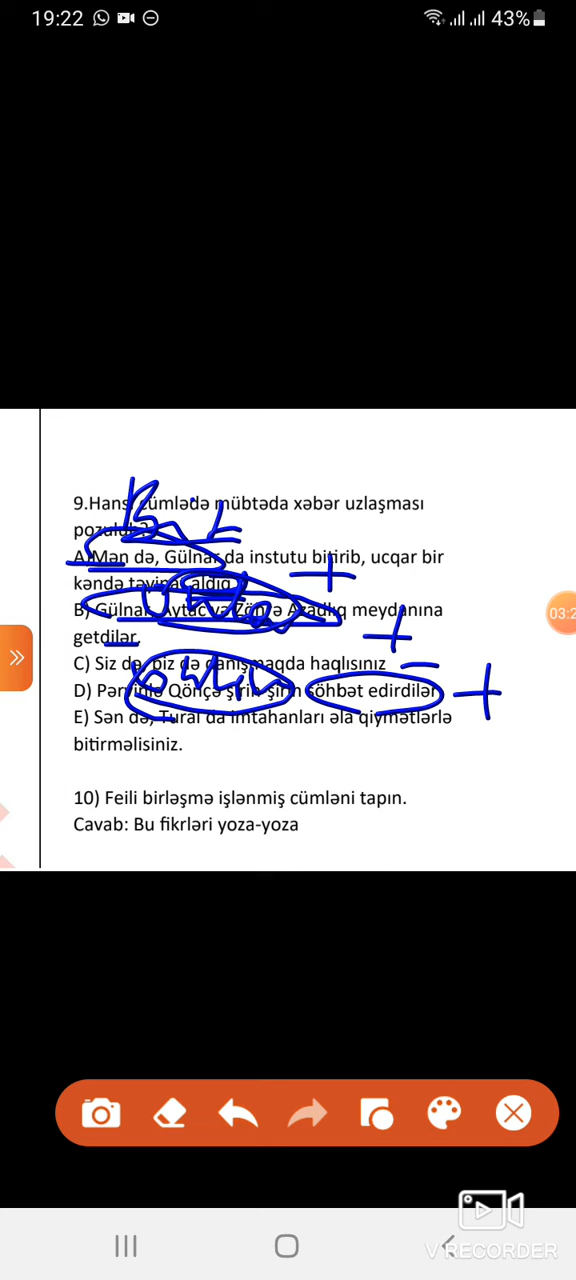 19:22 43%
9.Hansı cümlədə mübtəda xəbər uzlaşması
pozulub?
A)Mən də, Gülnar da instutu bitirib, ucqar bir
kəndə təyinat aldıq.
B) Gülnar, Aytac və Zöhrə Azadlıq meydanına
getdilər.
C) Siz də, biz də danışmaqda haqlısınız
D) Pərvinlə Qönçə şirin-şirin söhbət edirdilər
E) Sən də, Tural da imtahanları əla qiymətlərlə
bitirməlisiniz.
10) Feili birləşmə işlənmiş cümləni tapın.
Cavab: Bu fikrləri yoza-yoza
03:2
V RECORDER